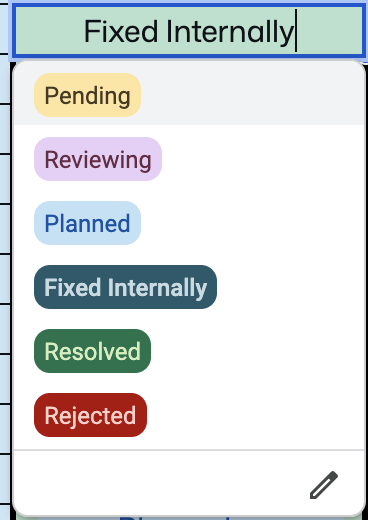 Fixed Internally
Pending
Reviewing
Planned
Fixed Internally
Resolved
Rejected